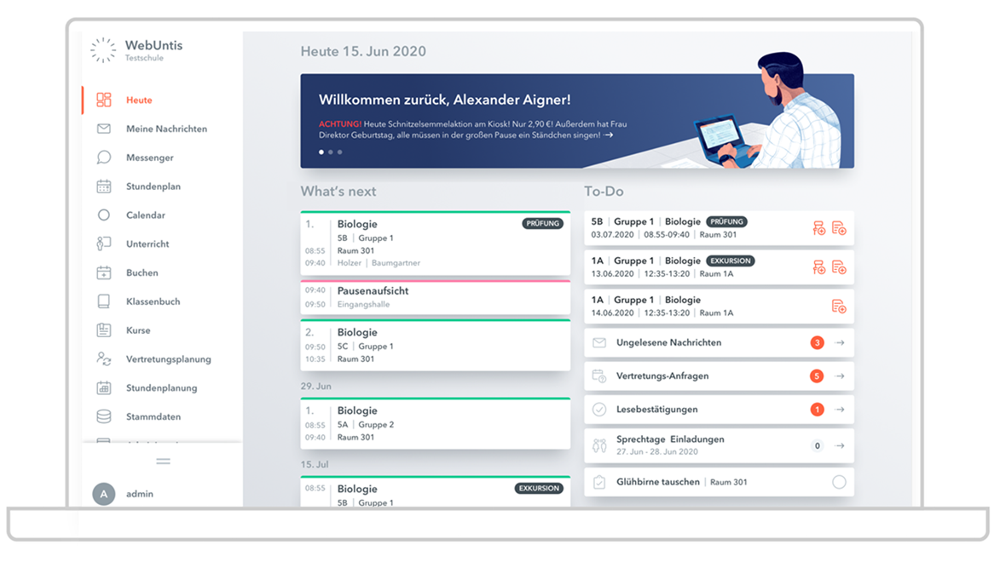 WebUntis
Testschule
Heute
Meine Nachrichten
Messenger
Stundenplan
Calendar
Unterricht
Buchen
Klassenbuch
Kurse
Vertretungsplanung
Stundenplanung
Stammdaten
A admin
Heute 15. Jun 2020
Willkommen zurück, Alexander Aigner!
ACHTUNG! Heute Schnitzelsemmelaktion am Kiosk! Nur 2,90 €! Außerdem hat Frau
Direktor Geburtstag, alle müssen in der großen Pause ein Ständchen singen! →
What's next
1. Biologie PRÜFUNG
5B | Gruppe 1
08:55 Raum 301
09:40 Holzer | Baumgartner
09:40 Pausenaufsicht
09:50 Eingangshalle
2. Biologie
09:50 5C | Gruppe 1
10:35 Raum 301
29. Jun
1. Biologie
08:55 5A | Gruppe 2
09:40 Raum 301
15. Jul
08:55 Biologie EXKURSION
5B | Gruppe 1
To-Do
5B | Gruppe 1 | Biologie PRÜFUNG
03.07.2020 | 08.55-09:40 | Raum 301
1A | Gruppe 1 | Biologie EXKURSION
13.06.2020 | 12:35-13:20 | Raum 1A
1A | Gruppe 1 | Biologie
14.06.2020 | 12:35-13:20 | Raum 1A
Ungelesene Nachrichten 3 →
Vertretungs-Anfragen 5 →
Lesebestätigungen 1 →
Sprechtage Einladungen 0 →
27. Jun - 28. Jun 2020
Glühbirne tauschen | Raum 301